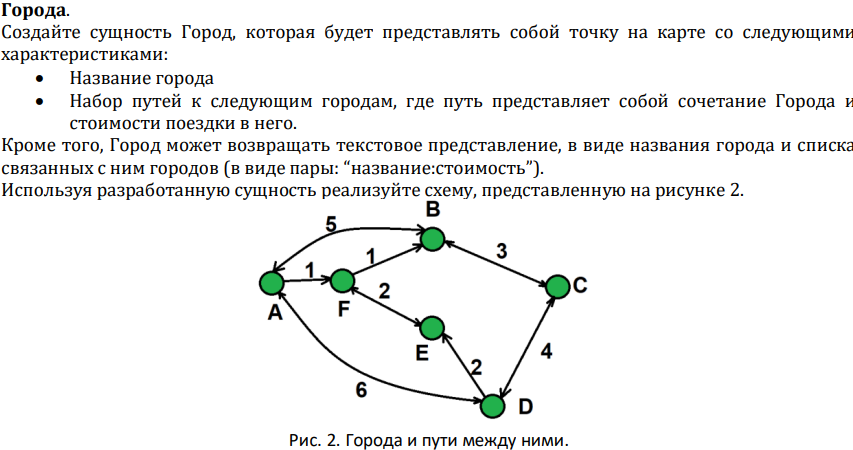 Города.
Создайте сущность Город, которая будет представлять собой точку на карте со следующими
характеристиками:
• Название города
• Набор путей к следующим городам, где путь представляет собой сочетание Города и
стоимости поездки в него.
Кроме того, Город может возвращать текстовое представление, в виде названия города и списка
связанных с ним городов (в виде пары: “название:стоимость”).
Используя разработанную сущность реализуйте схему, представленную на рисунке 2.
B
5
1
3
1
2
C
A
F
E
2
4
6
D
Рис. 2. Города и пути между ними.